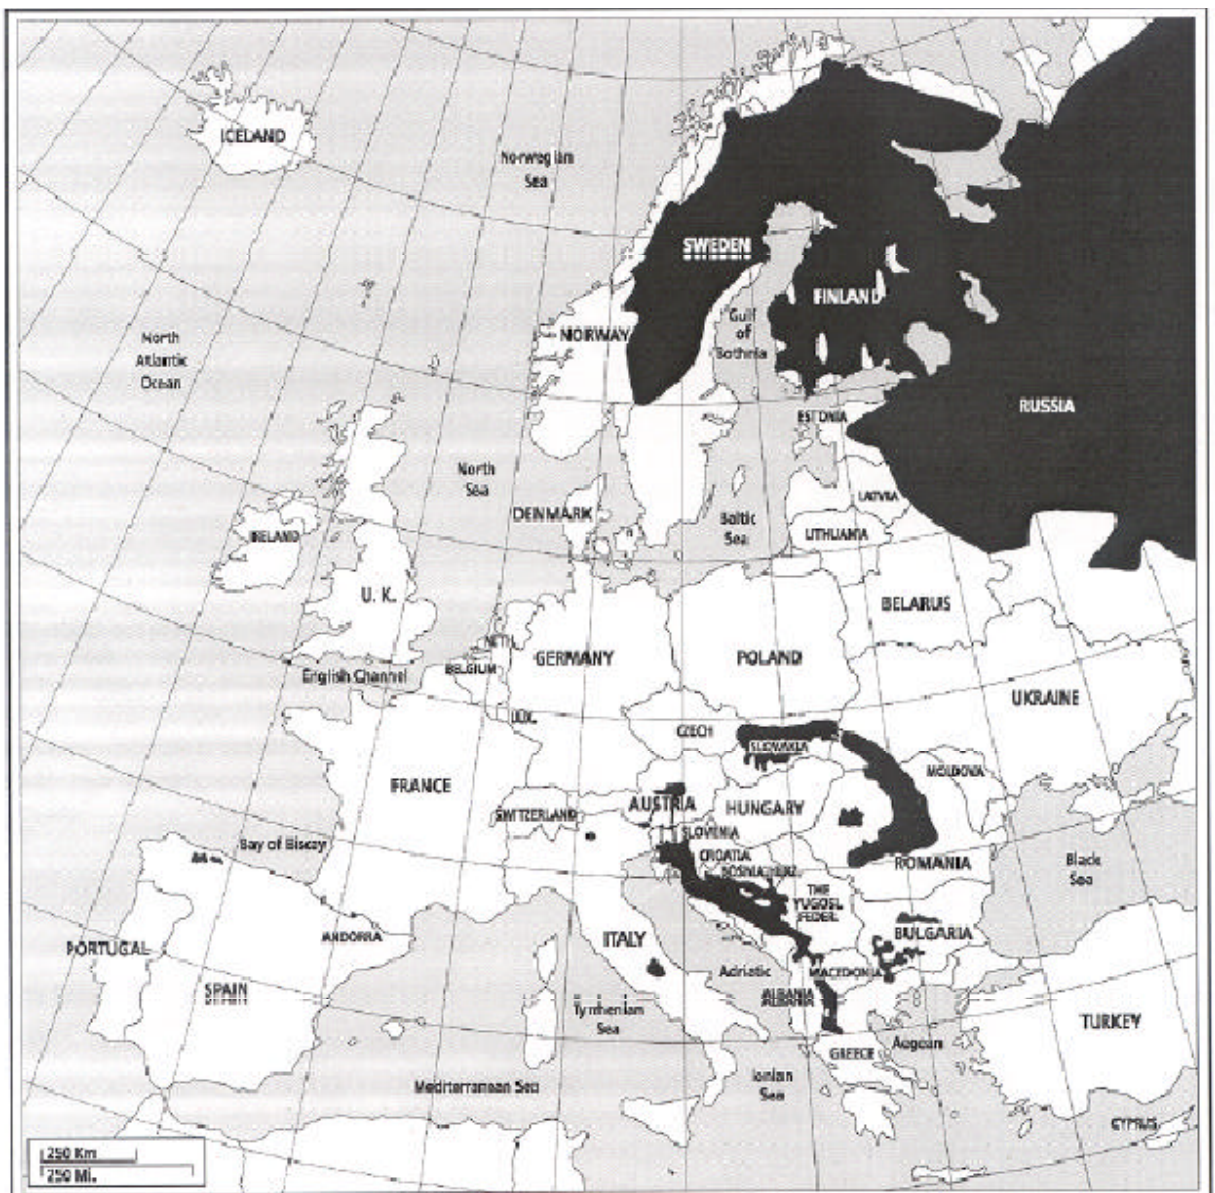 ICELAND
Norwegian
Sea
SWEDEN
FINLAND
NORWAY
Gulf
of
Bothnia
North
Atlantic
Ocean
RUSSIA
ESTONIA
North
Sea
LATVIA
DENMARK
Baltic
Sea
LITHUANIA
IRELAND
U. K.
BELARUS
NETH.
GERMANY
POLAND
BELGIUM
English Channel
UKRAINE
LUX.
CZECH
SLOVAKIA
MOLDOVA
FRANCE
AUSTRIA
HUNGARY
SWITZERLAND
SLOVENIA
Bay of Biscay
CROATIA
ROMANIA
Black
Sea
BOSNIA HERZ.
THE
YUGOSL.
FEDER.
BULGARIA
ANDORRA
ITALY
PORTUGAL
Adriatic
MACEDONIA
SPAIN
ALBANIA
Tyrrhenian
Sea
TURKEY
Aegean
GREECE
Ionian
Sea
Mediterranean Sea
CYPRUS
250 Km
250 Mi.